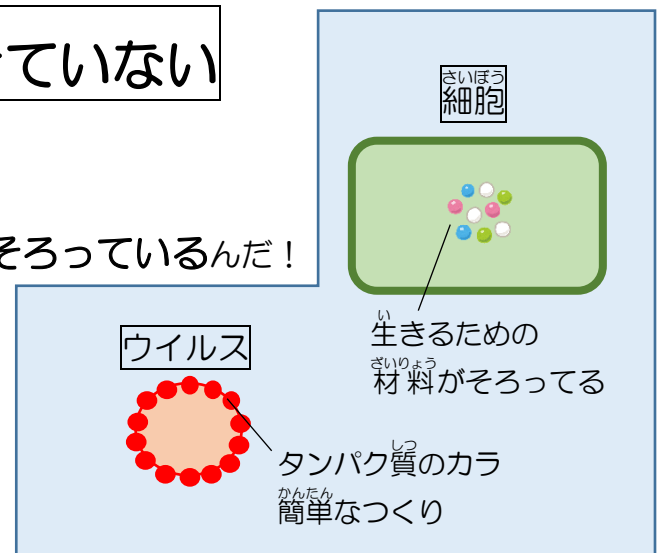 ていない
細胞
さいぼう
そろっているんだ！
生きるための
い
材料がそろってる
ざいりょう
ウイルス
タンパク質のカラ
しつ
簡単なつくり
かんたん